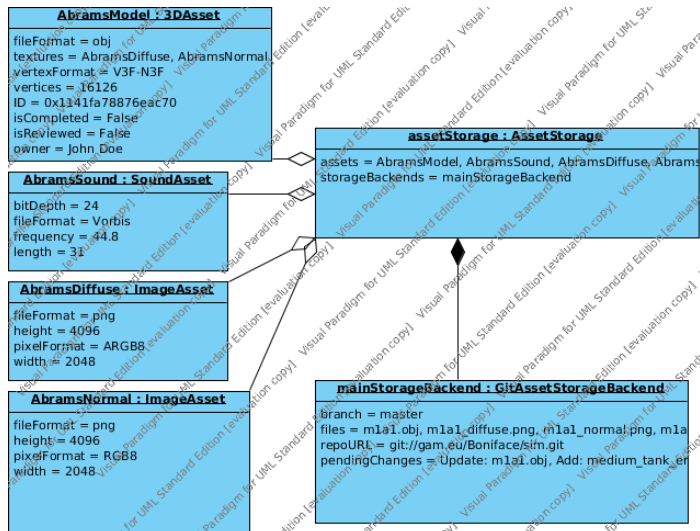 AbramsModel : 3DAsset
fileFormat = obj
textures = AbramsDiffuse, AbramsNormal
vertexFormat = V3F-N3F
vertices = 16126
ID = 0x1141fa78876eac70
isCompleted = False
isReviewed = False
owner = John Doe
assetStorage : AssetStorage
assets = AbramsModel, AbramsSound, AbramsDiffuse, Abrams
storageBackends = mainStorageBackend
AbramsSound : SoundAsset
bitDepth = 24
fileFormat = Vorbis
frequency = 44.8
length = 31
AbramsDiffuse : ImageAsset
fileFormat = png
height = 4096
pixelFormat = ARGB8
width = 2048
AbramsNormal : ImageAsset
fileFormat = png
height = 4096
pixelFormat = RGB8
width = 2048
mainStorageBackend : GitAssetStorageBackend
branch = master
files = m1a1.obj, m1a1_diffuse.png, m1a1_normal.png, m1a
repoURL = git://gam.eu/Boniface/sim.git
pendingChanges = Update: m1a1.obj, Add: medium_tank_en
Visual Paradigm for UML Standard Edition [evaluation copy]